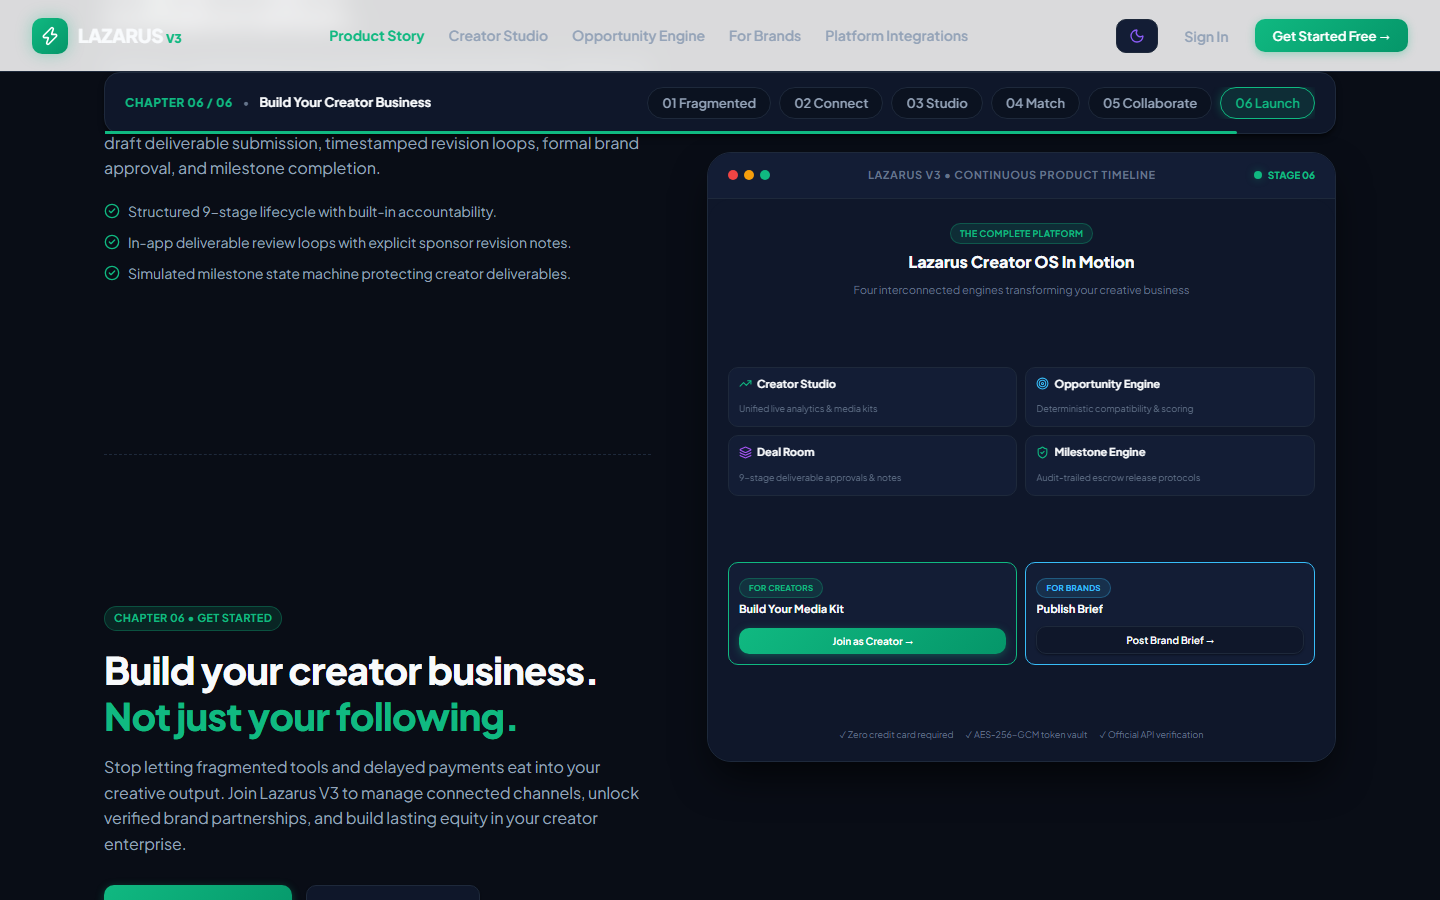 LAZARUS V3
Product Story
Creator Studio
Opportunity Engine
For Brands
Platform Integrations
Sign In
Get Started Free →
CHAPTER 06 / 06 • Build Your Creator Business
01 Fragmented
02 Connect
03 Studio
04 Match
05 Collaborate
06 Launch
draft deliverable submission, timestamped revision loops, formal brand
approval, and milestone completion.
Structured 9-stage lifecycle with built-in accountability.
In-app deliverable review loops with explicit sponsor revision notes.
Simulated milestone state machine protecting creator deliverables.
CHAPTER 06 • GET STARTED
Build your creator business.
Not just your following.
Stop letting fragmented tools and delayed payments eat into your
creative output. Join Lazarus V3 to manage connected channels, unlock
verified brand partnerships, and build lasting equity in your creator
enterprise.
LAZARUS V3 • CONTINUOUS PRODUCT TIMELINE
STAGE 06
THE COMPLETE PLATFORM
Lazarus Creator OS In Motion
Four interconnected engines transforming your creative business
Creator Studio
Unified live analytics & media kits
Opportunity Engine
Deterministic compatibility & scoring
Deal Room
9-stage deliverable approvals & notes
Milestone Engine
Audit-trailed escrow release protocols
FOR CREATORS
Build Your Media Kit
Join as Creator →
FOR BRANDS
Publish Brief
Post Brand Brief →
✓ Zero credit card required
✓ AES-256-GCM token vault
✓ Official API verification